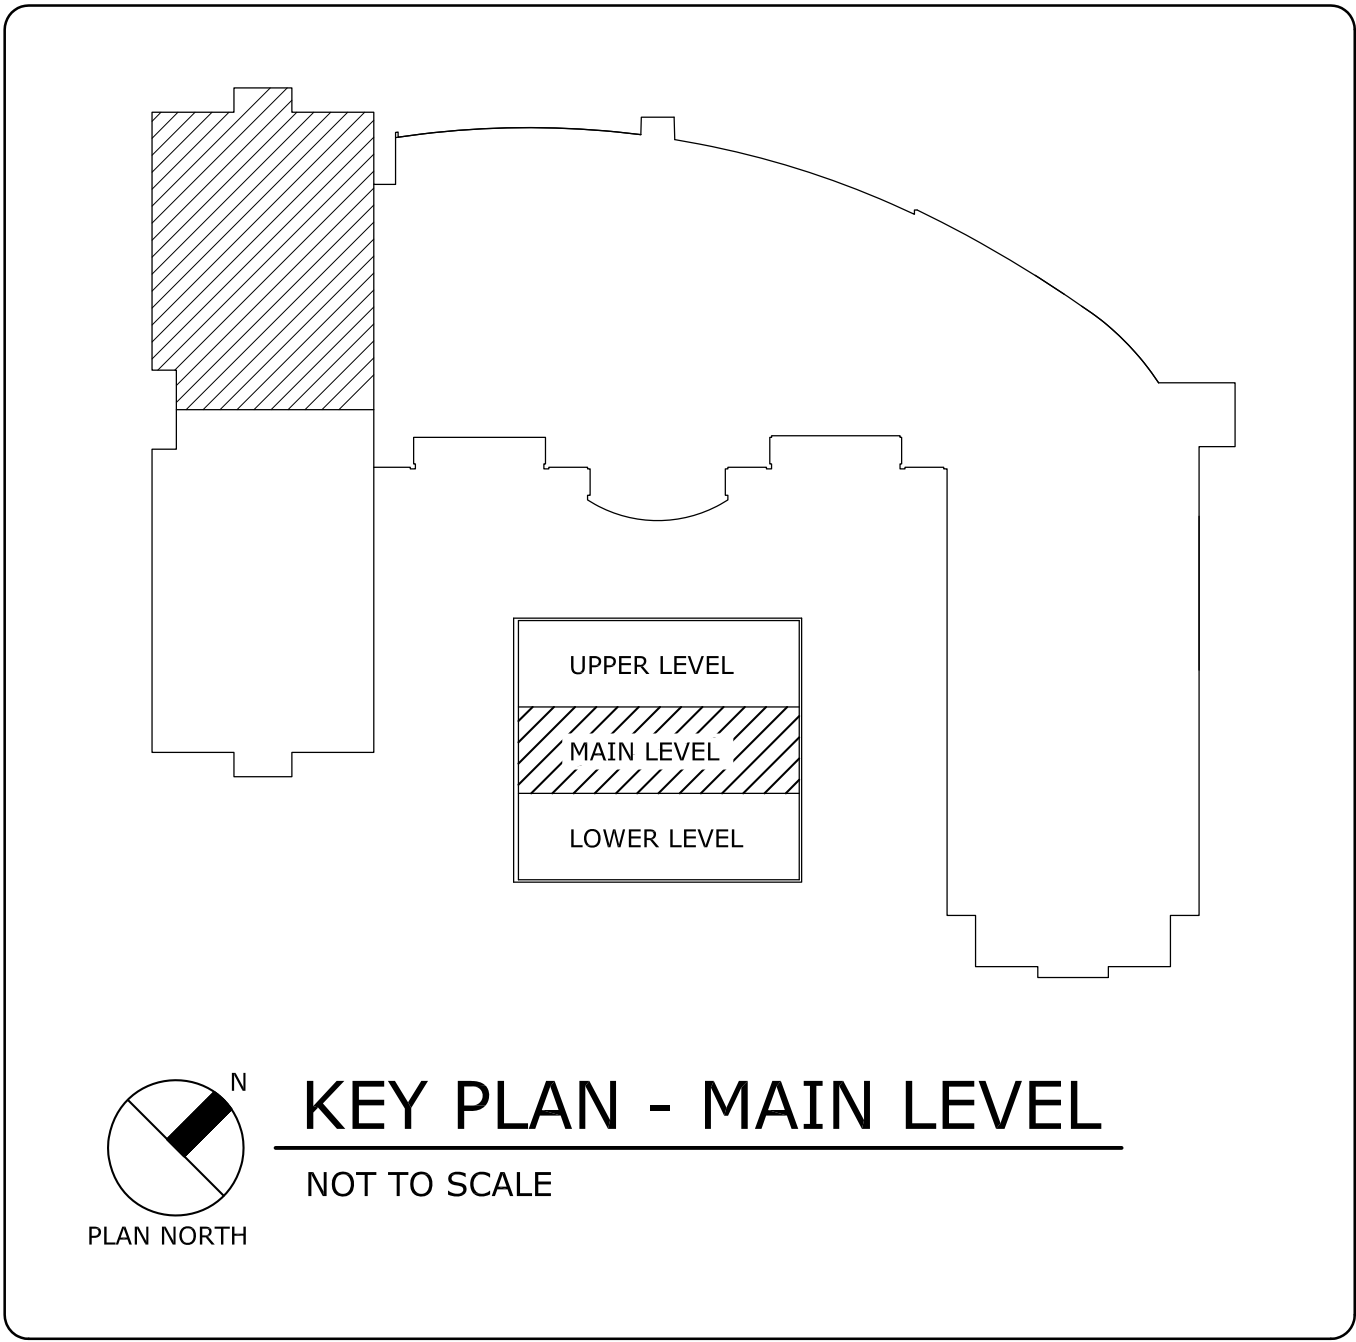 UPPER LEVEL
MAIN LEVEL
LOWER LEVEL
N
KEY PLAN - MAIN LEVEL
NOT TO SCALE
PLAN NORTH